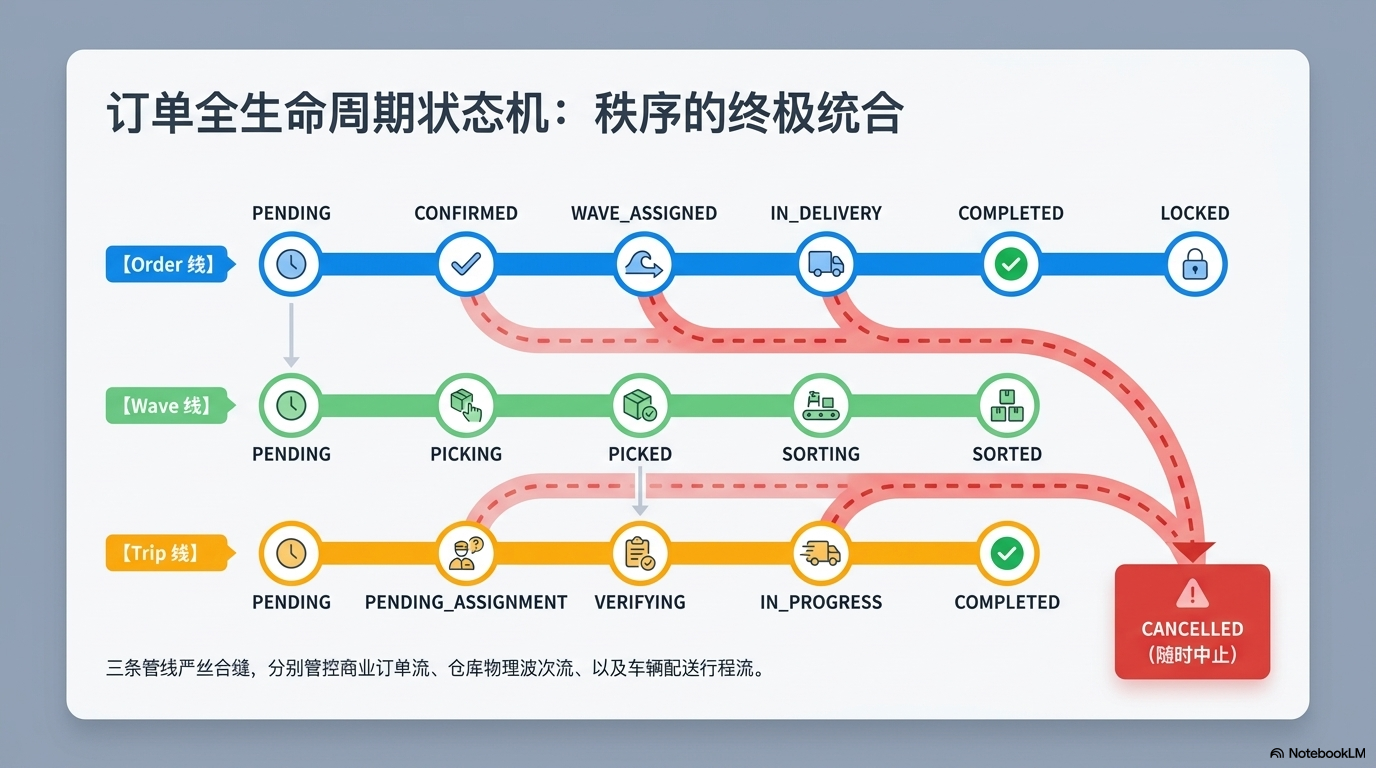 订单全生命周期状态机：秩序的终极统合
PENDING CONFIRMED WAVE_ASSIGNED IN_DELIVERY COMPLETED LOCKED
【Order 线】
【Wave 线】
PENDING PICKING PICKED SORTING SORTED
【Trip 线】
PENDING PENDING_ASSIGNMENT VERIFYING IN_PROGRESS COMPLETED
CANCELLED
（随时中止）
三条管线严丝合缝，分别管控商业订单流、仓库物理波次流、以及车辆配送行程流。
NotebookLM